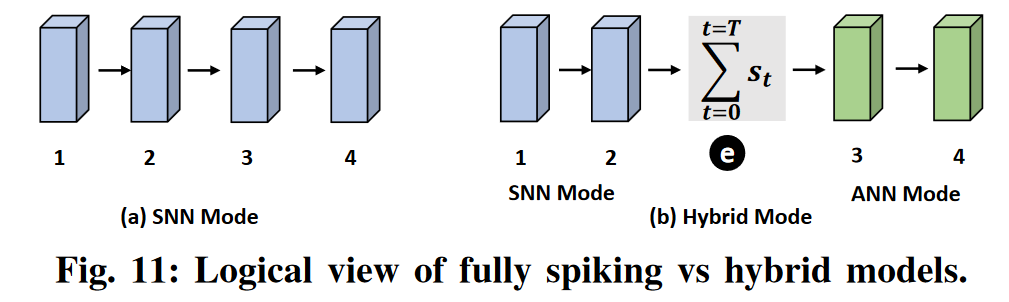 t=T
∑ s_t
t=0
1 2 3 4
1 2 e 3 4
SNN Mode
ANN Mode
(a) SNN Mode
(b) Hybrid Mode
Fig. 11: Logical view of fully spiking vs hybrid models.